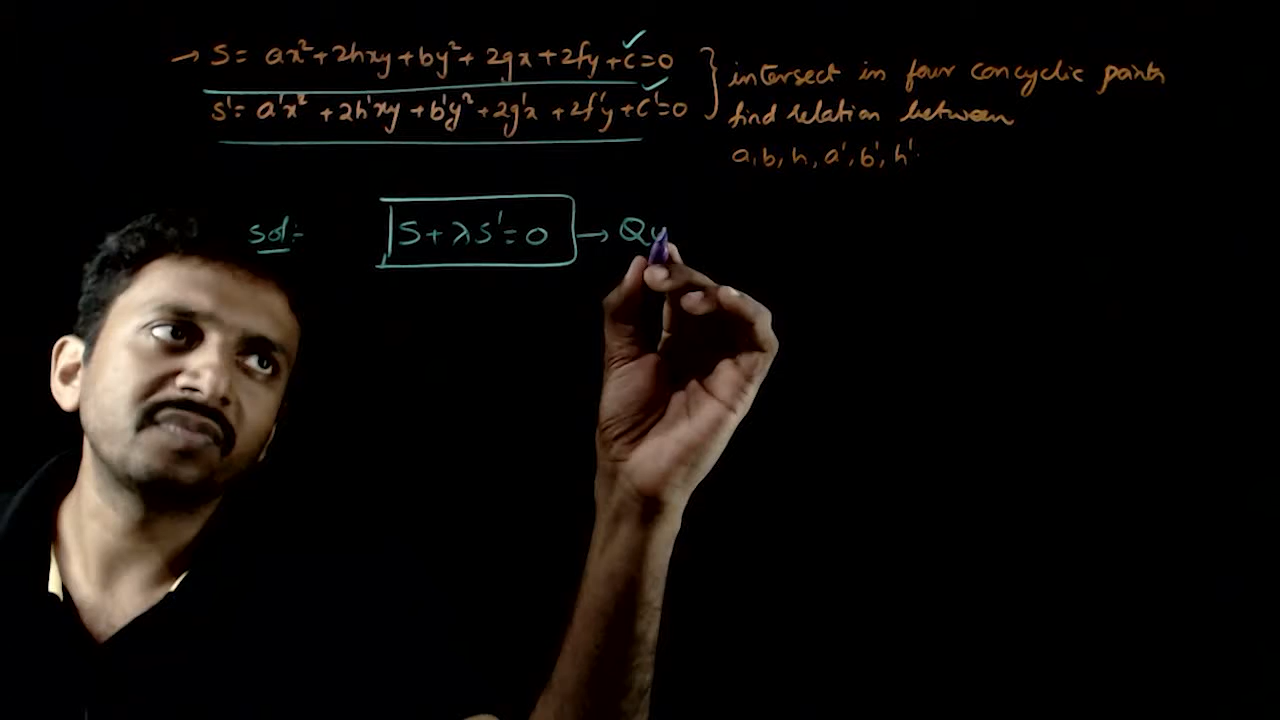 → S = ax² + 2hxy + by² + 2gx + 2fy + c = 0
S' = a'x² + 2h'xy + b'y² + 2g'x + 2f'y + c' = 0
intersect in four concyclic points
find relation between
a, b, h, a', b', h'.
Sol:- S + λS' = 0 → Qu